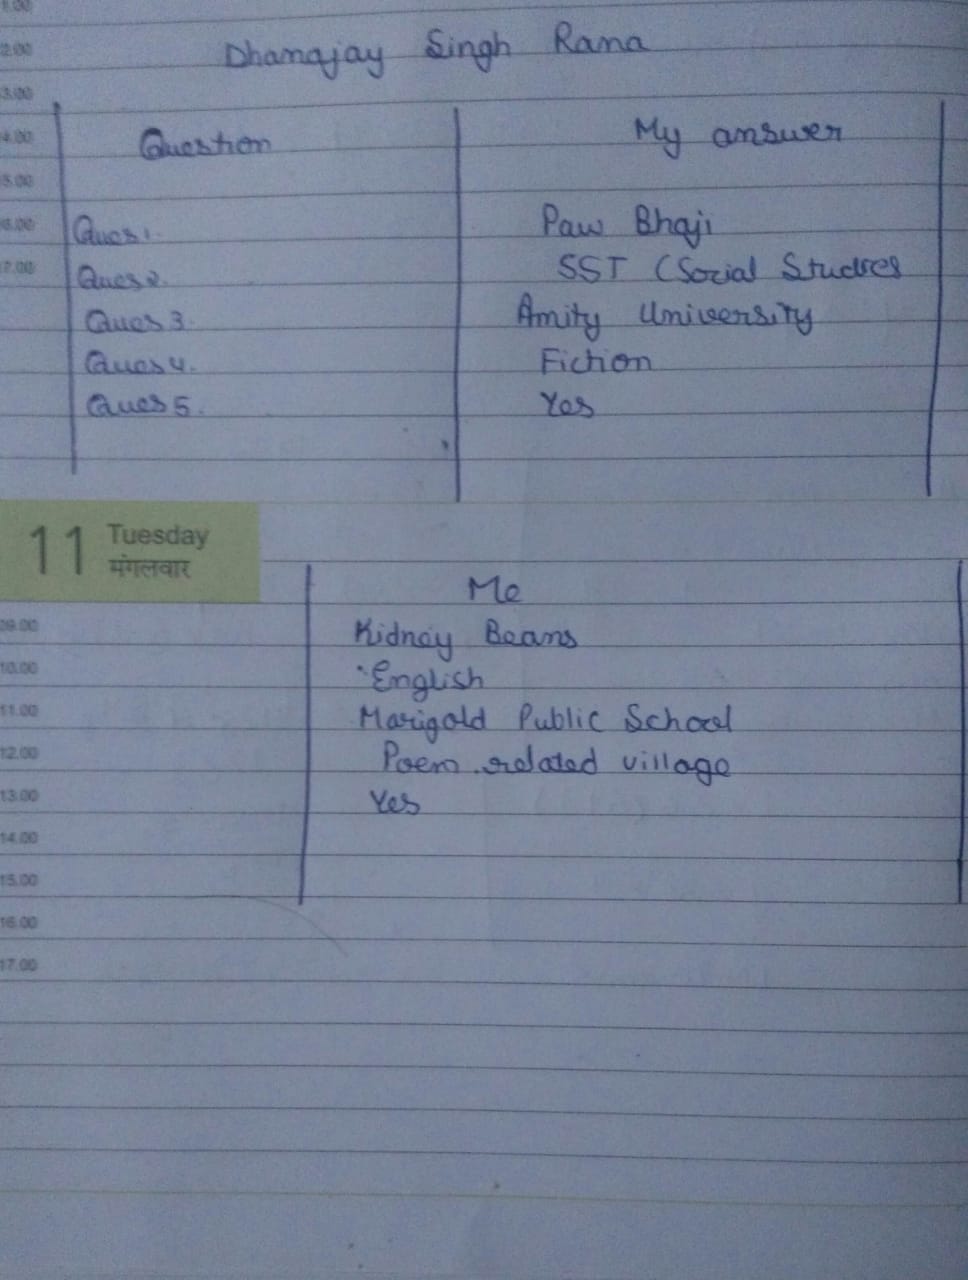 1.00
2.00
Dhanajay Singh Rana
3.00
4.00
Question My answer
5.00
6.00
Ques 1. Paw Bhaji
7.00
Ques 2. SST (Social Studies
Ques 3. Amity University
Ques 4. Fiction
Ques 5. Yes
11 Tuesday
मंगलवार
Me
09.00
Kidney Beans
10.00
English
11.00
Marigold Public School
12.00
Poem related village
13.00
Yes
14.00
15.00
16.00
17.00